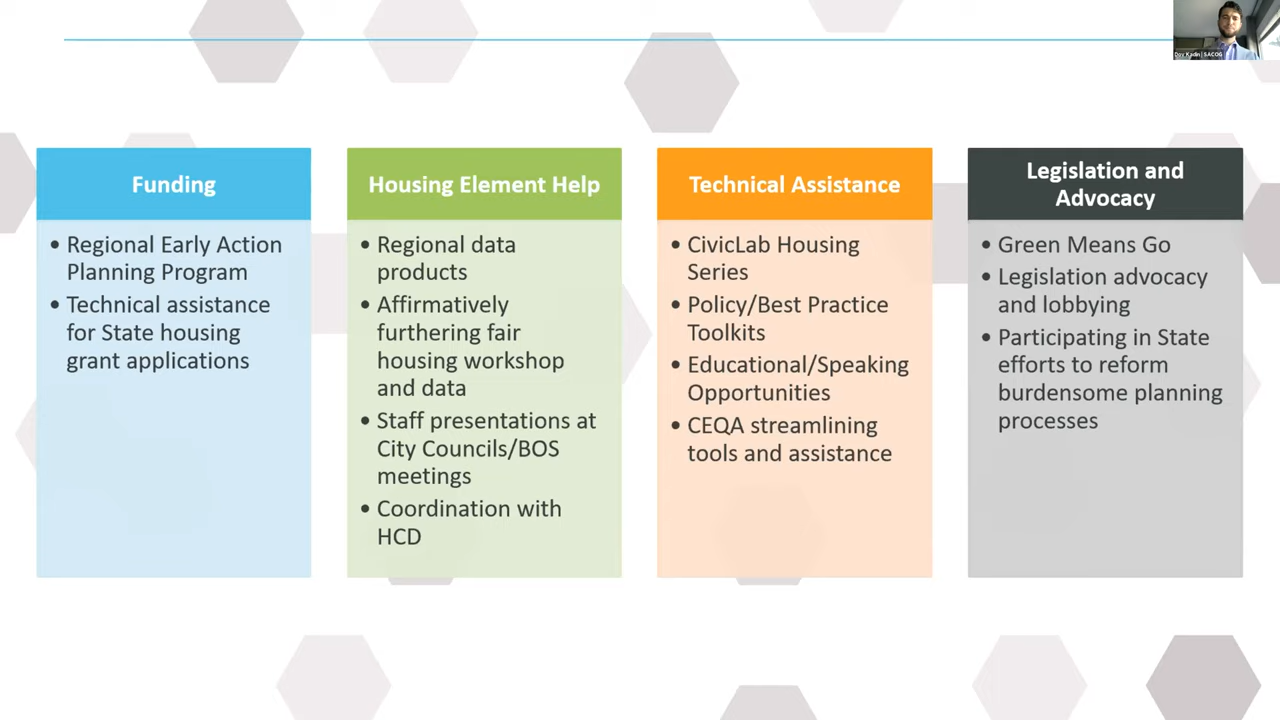 Dov Kadin | SACOG
Funding
• Regional Early Action
Planning Program
• Technical assistance
for State housing
grant applications
Housing Element Help
• Regional data
products
• Affirmatively
furthering fair
housing workshop
and data
• Staff presentations at
City Councils/BOS
meetings
• Coordination with
HCD
Technical Assistance
• CivicLab Housing
Series
• Policy/Best Practice
Toolkits
• Educational/Speaking
Opportunities
• CEQA streamlining
tools and assistance
Legislation and
Advocacy
• Green Means Go
• Legislation advocacy
and lobbying
• Participating in State
efforts to reform
burdensome planning
processes